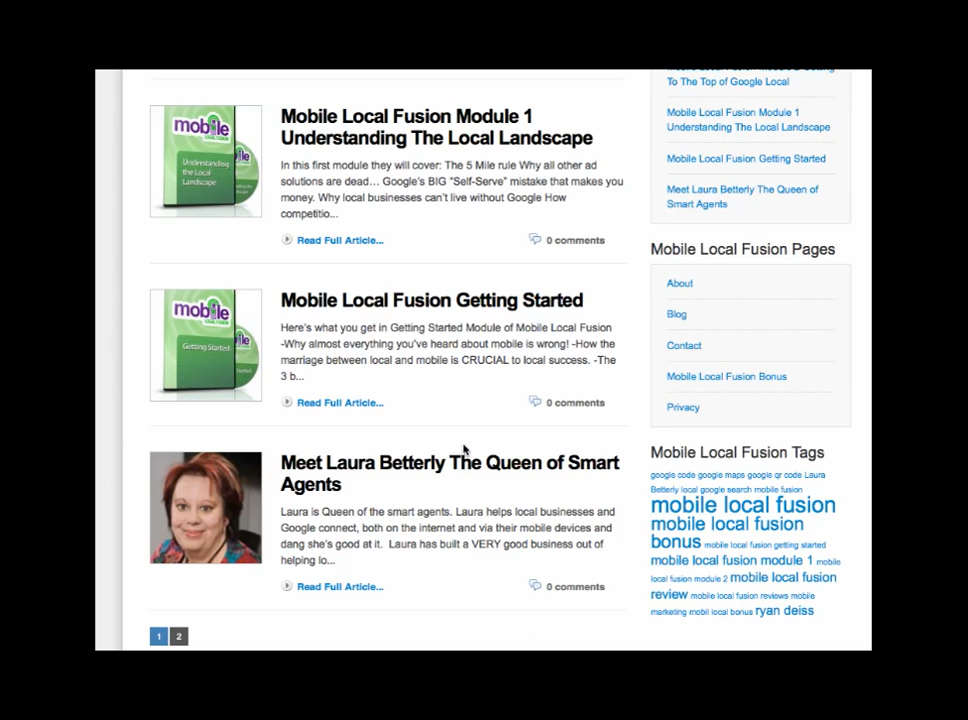 To The Top of Google Local
mobile
LOCAL FUSION
Understanding
the Local
Landscape
Mobile Local Fusion Module 1
Understanding The Local Landscape
In this first module they will cover: The 5 Mile rule Why all other ad
solutions are dead… Google's BIG "Self-Serve" mistake that makes you
money. Why local businesses can't live without Google How
competitio...
Read Full Article...
0 comments
Mobile Local Fusion Module 1
Understanding The Local Landscape
Mobile Local Fusion Getting Started
Meet Laura Betterly The Queen of
Smart Agents
mobile
LOCAL FUSION
Getting Started
Mobile Local Fusion Getting Started
Here's what you get in Getting Started Module of Mobile Local Fusion
-Why almost everything you've heard about mobile is wrong! -How the
marriage between local and mobile is CRUCIAL to local success. -The
3 b...
Read Full Article...
0 comments
Mobile Local Fusion Pages
About
Blog
Contact
Mobile Local Fusion Bonus
Privacy
Meet Laura Betterly The Queen of Smart
Agents
Laura is Queen of the smart agents. Laura helps local businesses and
Google connect, both on the internet and via their mobile devices and
dang she's good at it. Laura has built a VERY good business out of
helping lo...
Read Full Article...
0 comments
Mobile Local Fusion Tags
google code google maps google qr code Laura
Betterly local google search mobile fusion
mobile local fusion
mobile local fusion
bonus mobile local fusion getting started
mobile local fusion module 1 mobile
local fusion module 2 mobile local fusion
review mobile local fusion reviews mobile
marketing mobil local bonus ryan deiss
1 2